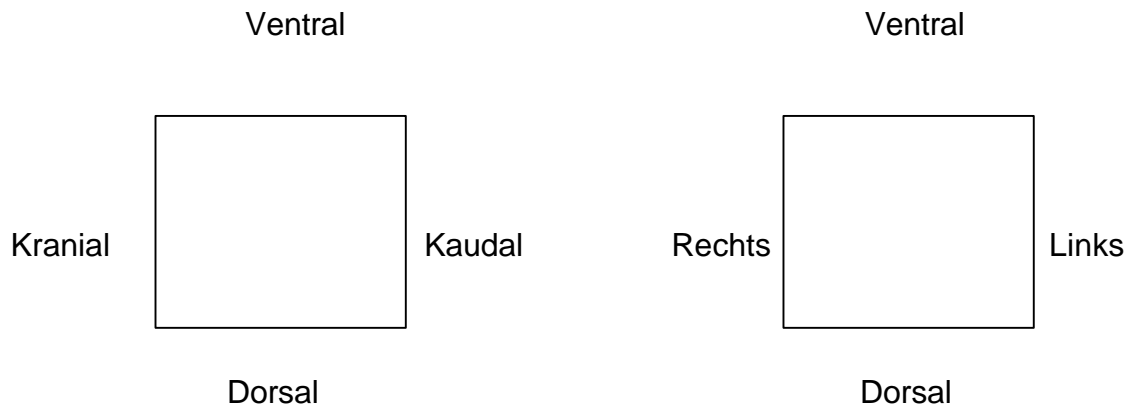 Ventral
Ventral
Kranial
Kaudal
Rechts
Links
Dorsal
Dorsal